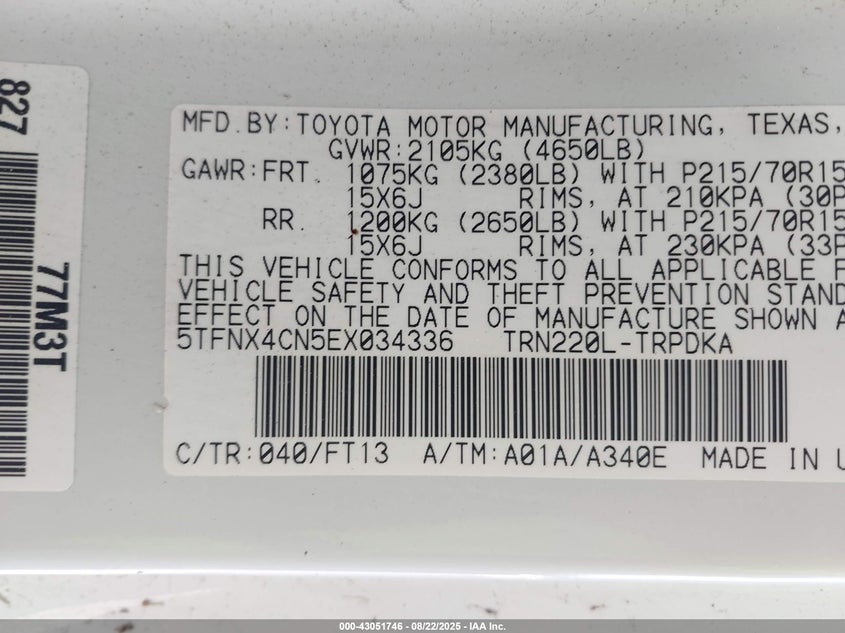 827
77M3T
MFD.BY:TOYOTA MOTOR MANUFACTURING, TEXAS,
GVWR:2105KG (4650LB)
GAWR:FRT. 1075KG (2380LB) WITH P215/70R15
15X6J RIMS, AT 210KPA (30P
RR. 1200KG (2650LB) WITH P215/70R15
15X6J RIMS, AT 230KPA (33P
THIS VEHICLE CONFORMS TO ALL APPLICABLE F
VEHICLE SAFETY AND THEFT PREVENTION STAND
EFFECT ON THE DATE OF MANUFACTURE SHOWN A
5TFNX4CN5EX034336 TRN220L-TRPDKA
C/TR:040/FT13 A/TM:A01A/A340E MADE IN U
000-43051746 - 08/22/2025 - IAA Inc.